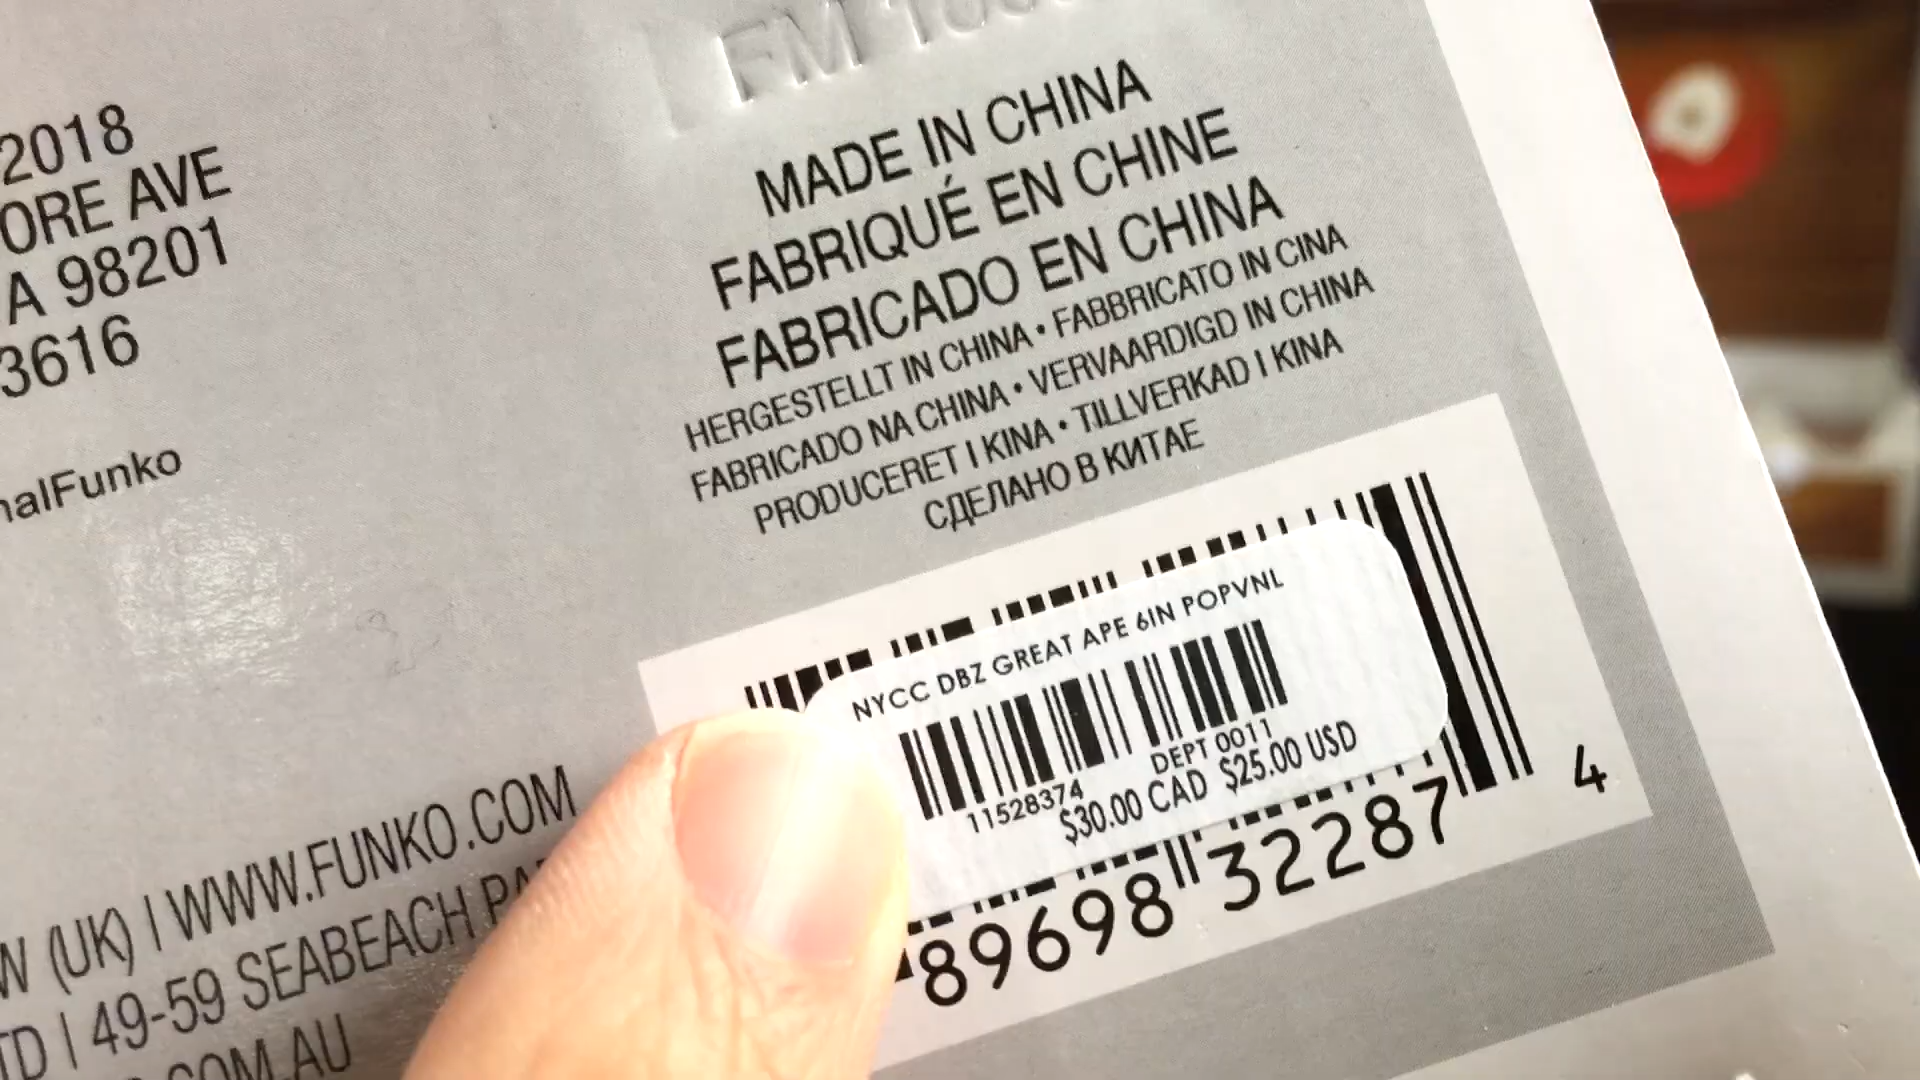 2018
ORE AVE
A 98201
3616
nalFunko
W (UK) | WWW.FUNKO.COM
TD | 49-59 SEABEACH
.COM.AU
FM
MADE IN CHINA
FABRIQUÉ EN CHINE
FABRICADO EN CHINA
HERGESTELLT IN CHINA • FABBRICATO IN CINA
FABRICADO NA CHINA • VERVAARDIGD IN CHINA
PRODUCERET I KINA • TILLVERKAD I KINA
СДЕЛАНО В КИТАЕ
NYCC DBZ GREAT APE 6IN POPVNL
11528374 DEPT 0011
$30.00 CAD $25.00 USD
89698 32287 4